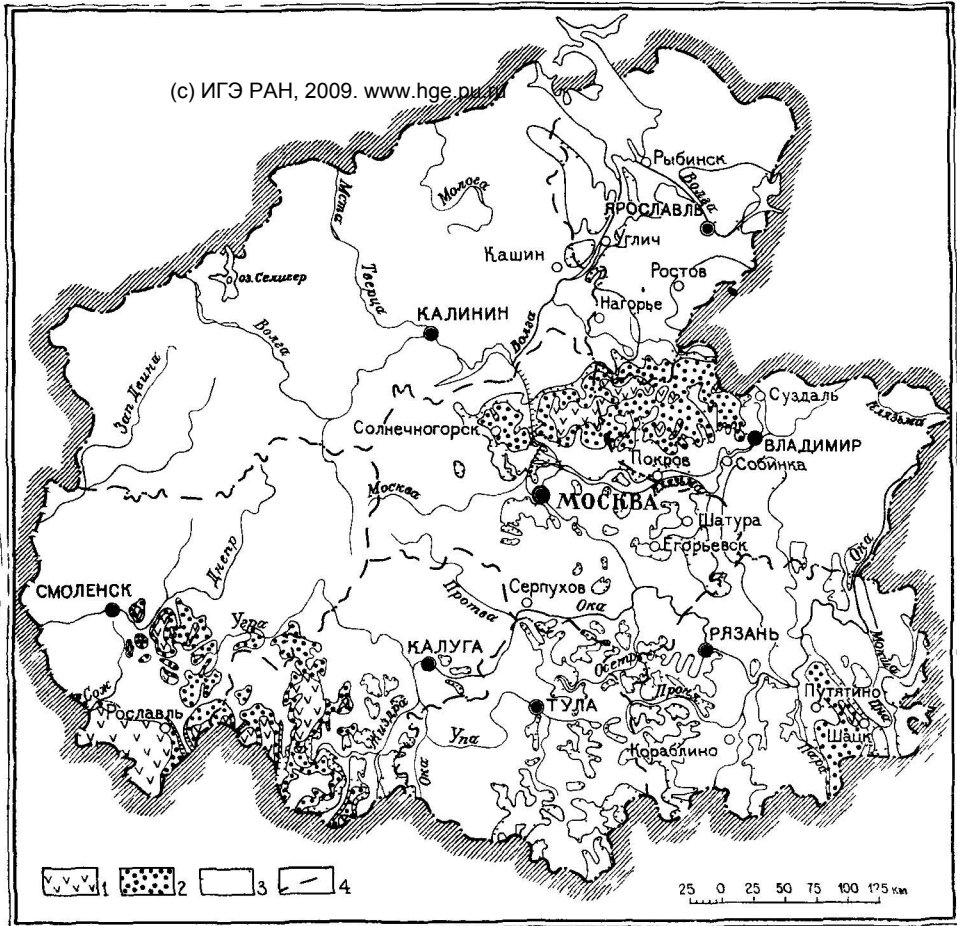 (c) ИГЭ РАН, 2009. www.hge.pu.ru
Рыбинск
Волга
Молога
Мста
ЯРОСЛАВЛЬ
Углич
Кашин
оз. Селигер
Ростов
Тверца
Нагорье
КАЛИНИН
Волга
Волга
Зап Двина
Суздаль
Клязьма
Солнечногорск
ВЛАДИМИР
Покров
Собинка
Клязьма
Москва
МОСКВА
Шатура
Егорьевск
Ока
Днепр
СМОЛЕНСК
Протва
Серпухов
Ока
Угра
КАЛУГА
РЯЗАНЬ
Мокша
Осетр
Сож
Проня
Путятино
Цна
Рославль
ТУЛА
Жиздра
Упа
Шацк
Кораблино
Пара
Ока
1 2 3 4
25 0 25 50 75 100 125 Км